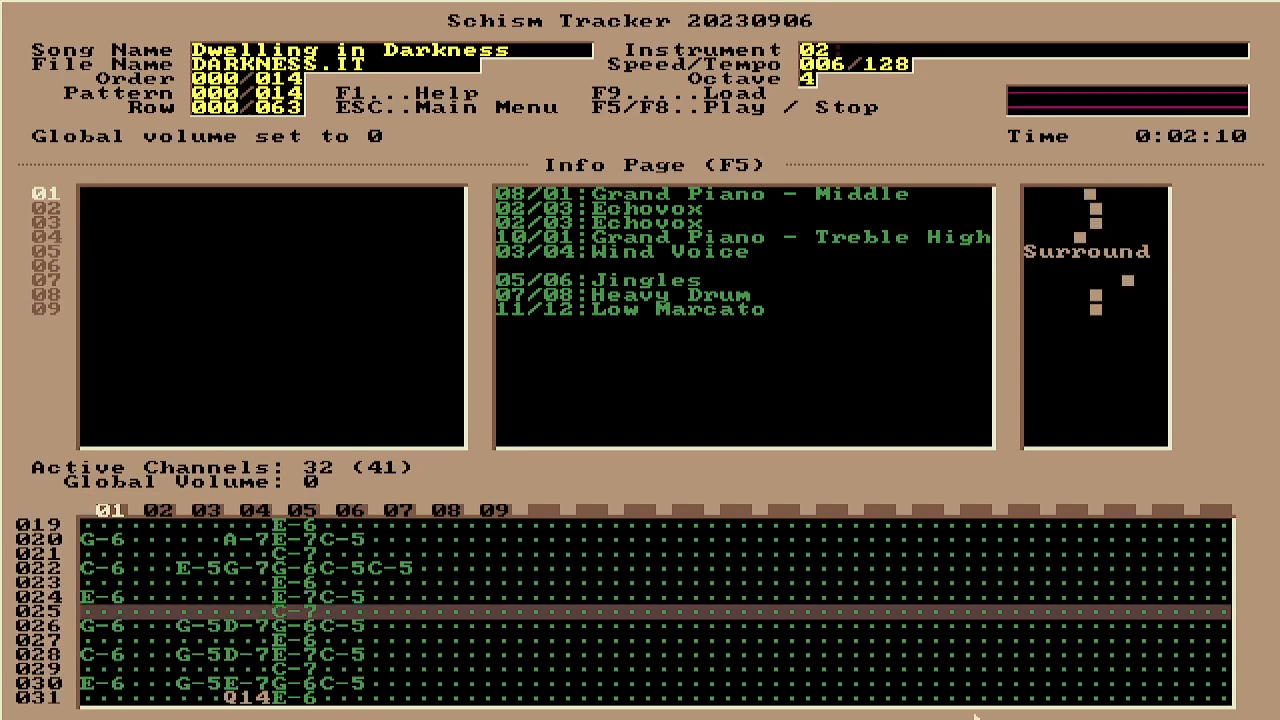 Schism Tracker 20230906
Song Name Dwelling in Darkness Instrument 02:
File Name DARKNESS.IT Speed/Tempo 006/128
Order 000/014 Octave 4
Pattern 000/014 F1...Help F9.....Load
Row 000/063 ESC..Main Menu F5/F8..Play / Stop
Global volume set to 0 Time 0:02:10
Info Page (F5)
01 08/01:Grand Piano - Middle
02 02/03:Echovox
03 02/03:Echovox
04 10/01:Grand Piano - Treble High
05 03/04:Wind Voice Surround
06
07 05/06:Jingles
08 07/08:Heavy Drum
09 11/12:Low Marcato
Active Channels: 32 (41)
Global Volume: 0
01 02 03 04 05 06 07 08 09
019 E-6
020 G-6 A-7E-7C-5
021 C-7
022 C-6 E-5G-7G-6C-5C-5
023 E-6
024 E-6 E-7C-5
025 C-7
026 G-6 G-5D-7G-6C-5
027 E-6
028 C-6 G-5D-7E-7C-5
029 C-7
030 E-6 G-5E-7G-6C-5
031 Q14E-6